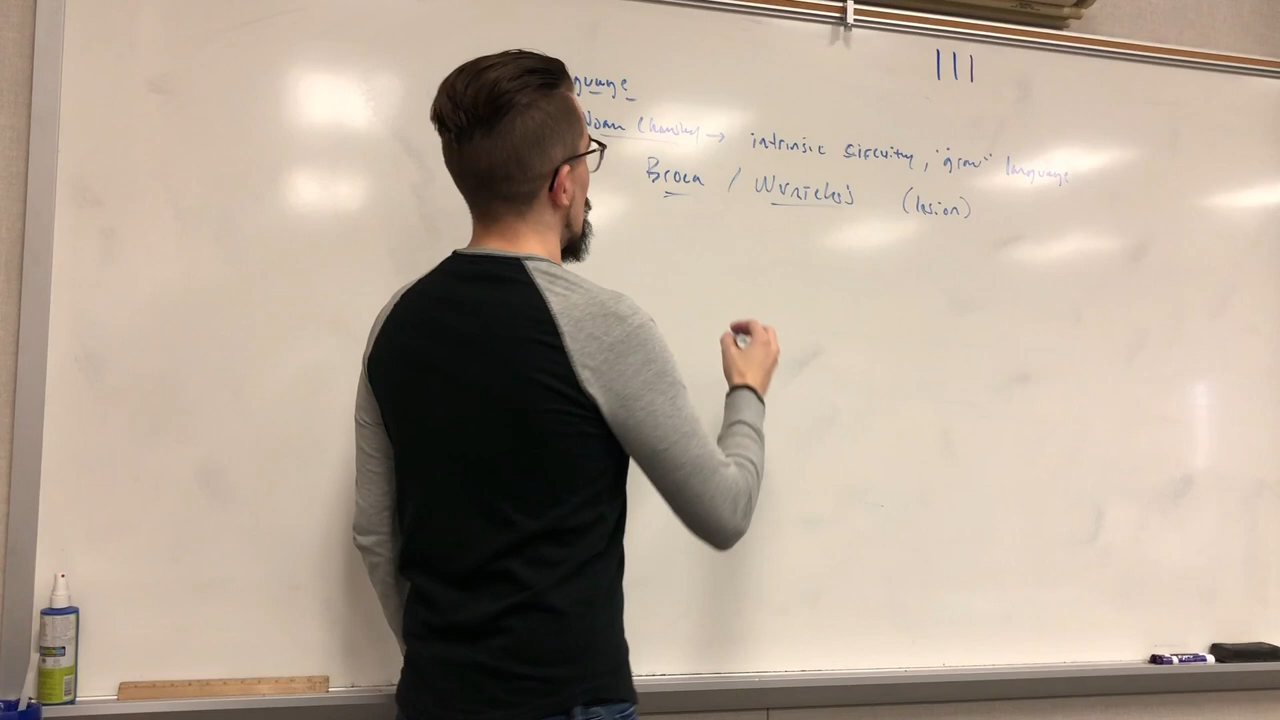 III
guage
Noam Chomsky → intrinsic circuitry, "grow" language
Broca / Wernicke's (lesion)